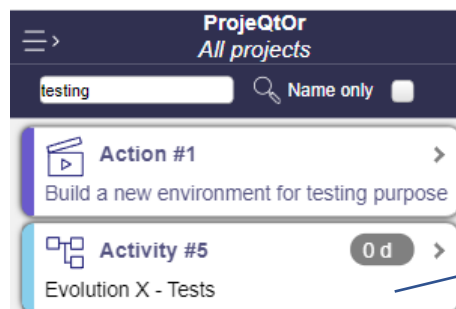 ProjeQtOr
All projects
testing
Name only
Action #1
Build a new environment for testing purpose
Activity #5
0 d
Evolution X - Tests